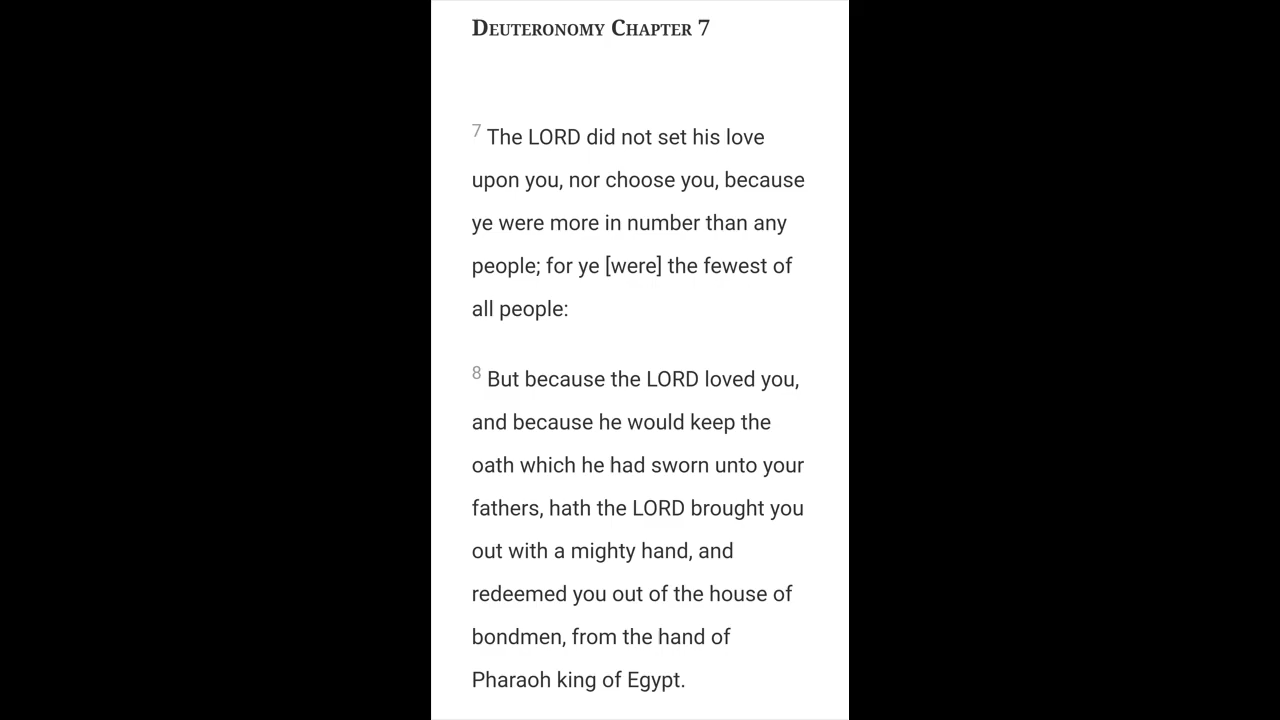 Deuteronomy Chapter 7
7 The LORD did not set his love
upon you, nor choose you, because
ye were more in number than any
people; for ye [were] the fewest of
all people:
8 But because the LORD loved you,
and because he would keep the
oath which he had sworn unto your
fathers, hath the LORD brought you
out with a mighty hand, and
redeemed you out of the house of
bondmen, from the hand of
Pharaoh king of Egypt.